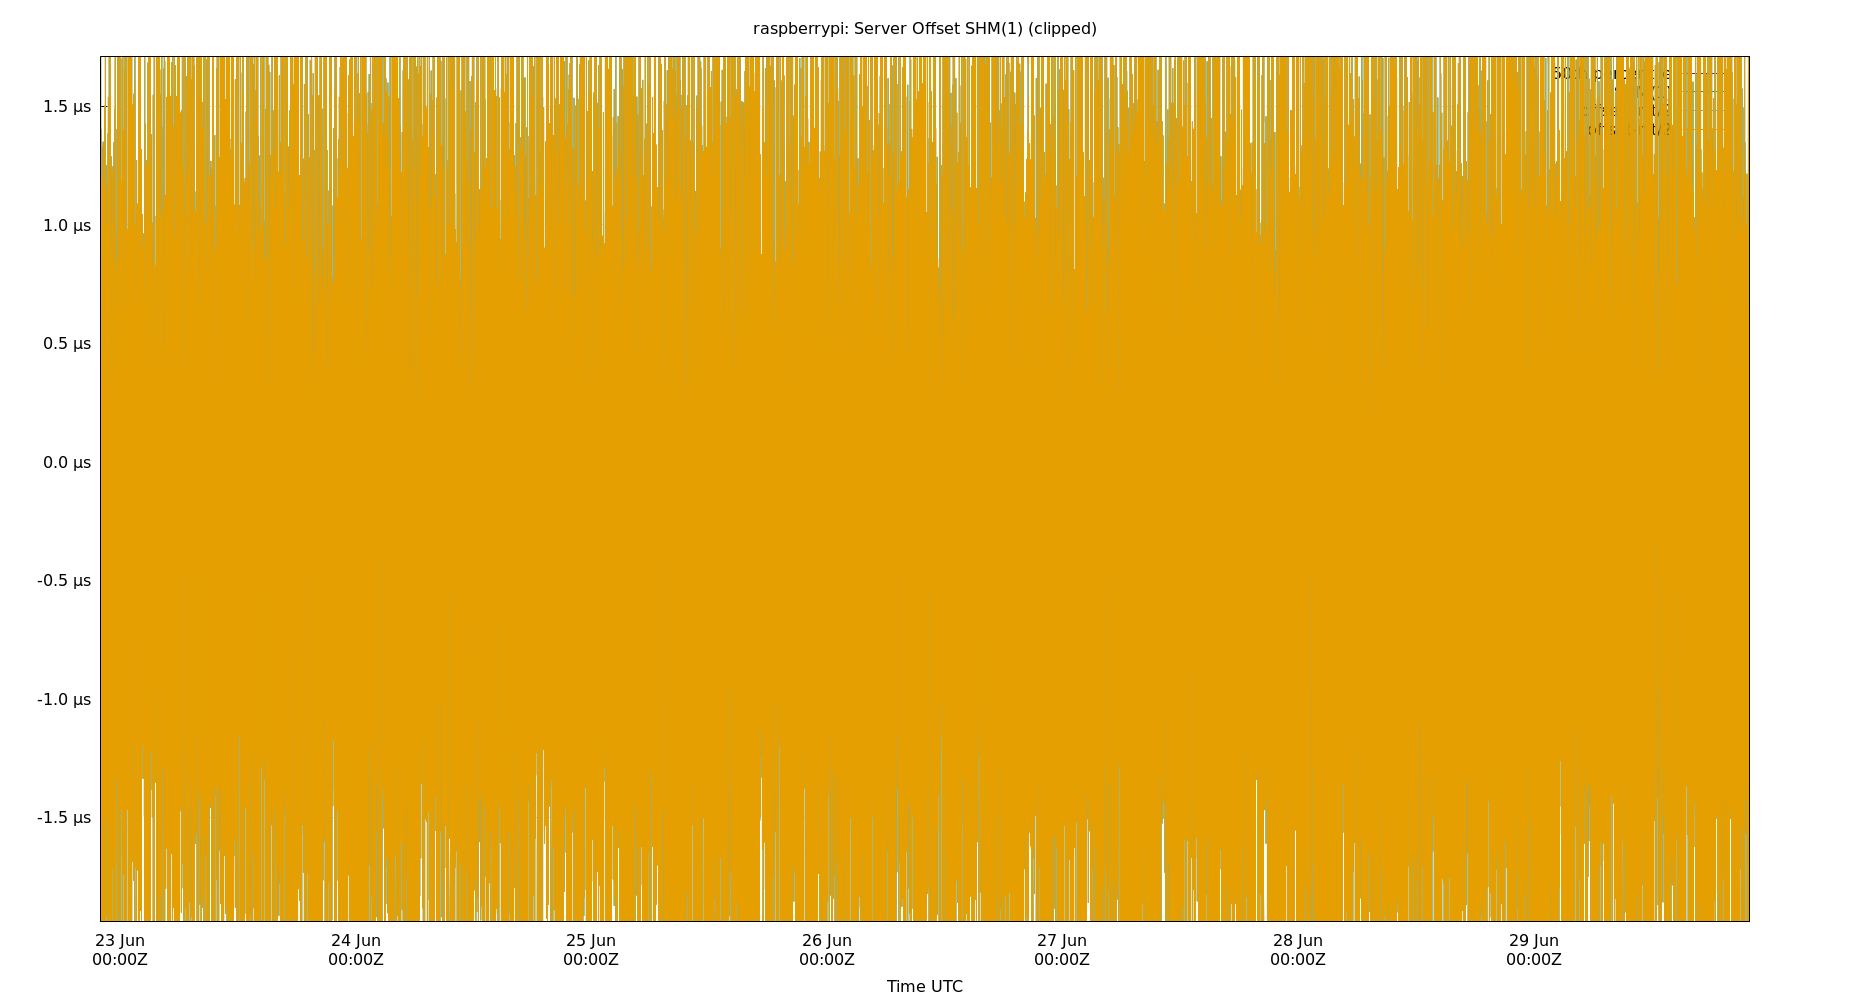 raspberrypi: Server Offset SHM(1) (clipped)
1.5 µs
1.0 µs
0.5 µs
0.0 µs
-0.5 µs
-1.0 µs
-1.5 µs
23 Jun 24 Jun 25 Jun 26 Jun 27 Jun 28 Jun 29 Jun
00:00Z 00:00Z 00:00Z 00:00Z 00:00Z 00:00Z 00:00Z
Time UTC